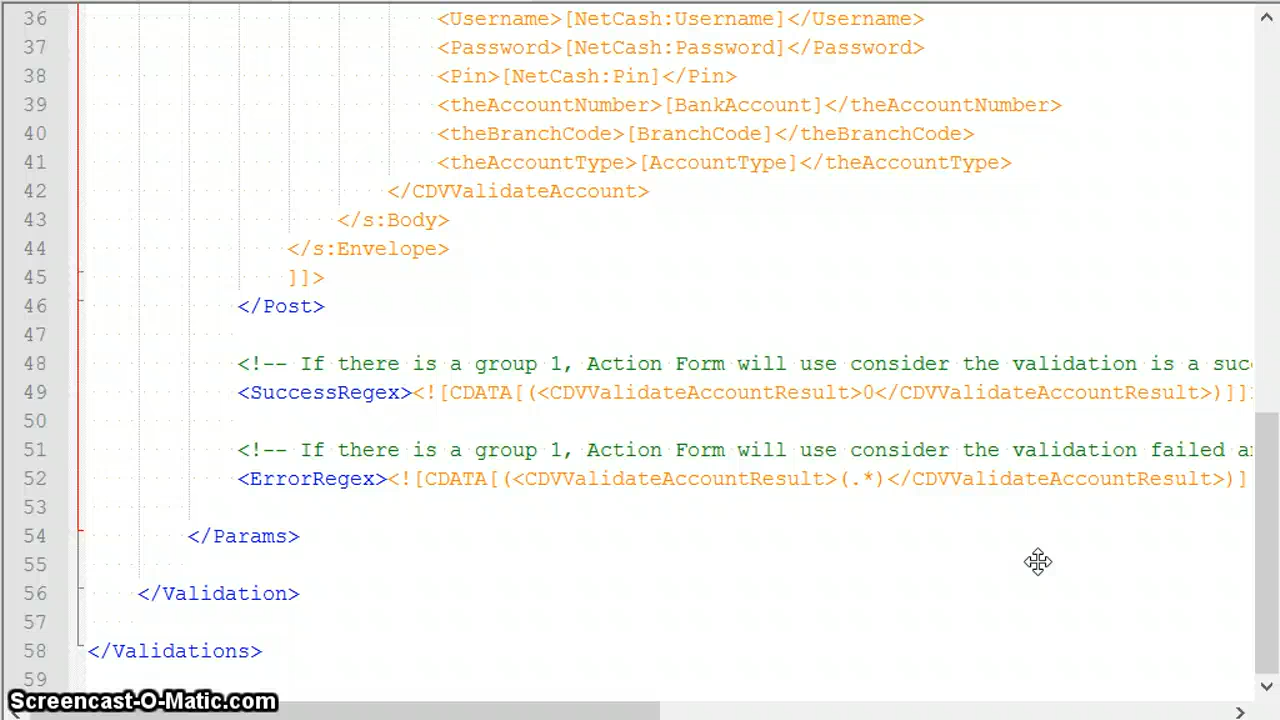 36 <Username>[NetCash:Username]</Username>
37 <Password>[NetCash:Password]</Password>
38 <Pin>[NetCash:Pin]</Pin>
39 <theAccountNumber>[BankAccount]</theAccountNumber>
40 <theBranchCode>[BranchCode]</theBranchCode>
41 <theAccountType>[AccountType]</theAccountType>
42 </CDVValidateAccount>
43 </s:Body>
44 </s:Envelope>
45 ]]>
46 </Post>
47
48 <!-- If there is a group 1, Action Form will use consider the validation is a suc
49 <SuccessRegex><![CDATA[(<CDVValidateAccountResult>0</CDVValidateAccountResult>)]]
50
51 <!-- If there is a group 1, Action Form will use consider the validation failed a
52 <ErrorRegex><![CDATA[(<CDVValidateAccountResult>(.*)</CDVValidateAccountResult>)]
53
54 </Params>
55
56 </Validation>
57
58 </Validations>
59
Screencast-O-Matic.com